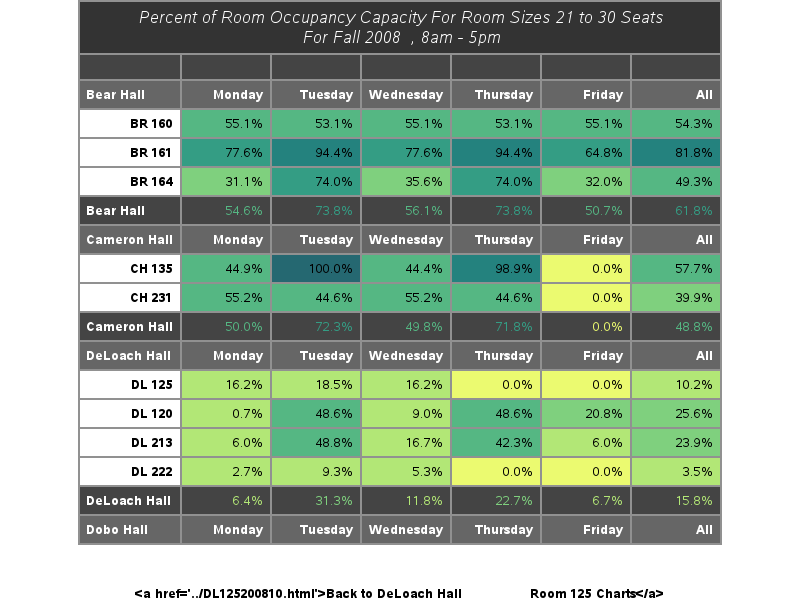 Percent of Room Occupancy Capacity For Room Sizes 21 to 30 Seats
For Fall 2008 , 8am - 5pm
Bear Hall Monday Tuesday Wednesday Thursday Friday All
BR 160 55.1% 53.1% 55.1% 53.1% 55.1% 54.3%
BR 161 77.6% 94.4% 77.6% 94.4% 64.8% 81.8%
BR 164 31.1% 74.0% 35.6% 74.0% 32.0% 49.3%
Bear Hall 54.6% 73.8% 56.1% 73.8% 50.7% 61.8%
Cameron Hall Monday Tuesday Wednesday Thursday Friday All
CH 135 44.9% 100.0% 44.4% 98.9% 0.0% 57.7%
CH 231 55.2% 44.6% 55.2% 44.6% 0.0% 39.9%
Cameron Hall 50.0% 72.3% 49.8% 71.8% 0.0% 48.8%
DeLoach Hall Monday Tuesday Wednesday Thursday Friday All
DL 125 16.2% 18.5% 16.2% 0.0% 0.0% 10.2%
DL 120 0.7% 48.6% 9.0% 48.6% 20.8% 25.6%
DL 213 6.0% 48.8% 16.7% 42.3% 6.0% 23.9%
DL 222 2.7% 9.3% 5.3% 0.0% 0.0% 3.5%
DeLoach Hall 6.4% 31.3% 11.8% 22.7% 6.7% 15.8%
Dobo Hall Monday Tuesday Wednesday Thursday Friday All
<a href='../DL125200810.html'>Back to DeLoach Hall Room 125 Charts</a>